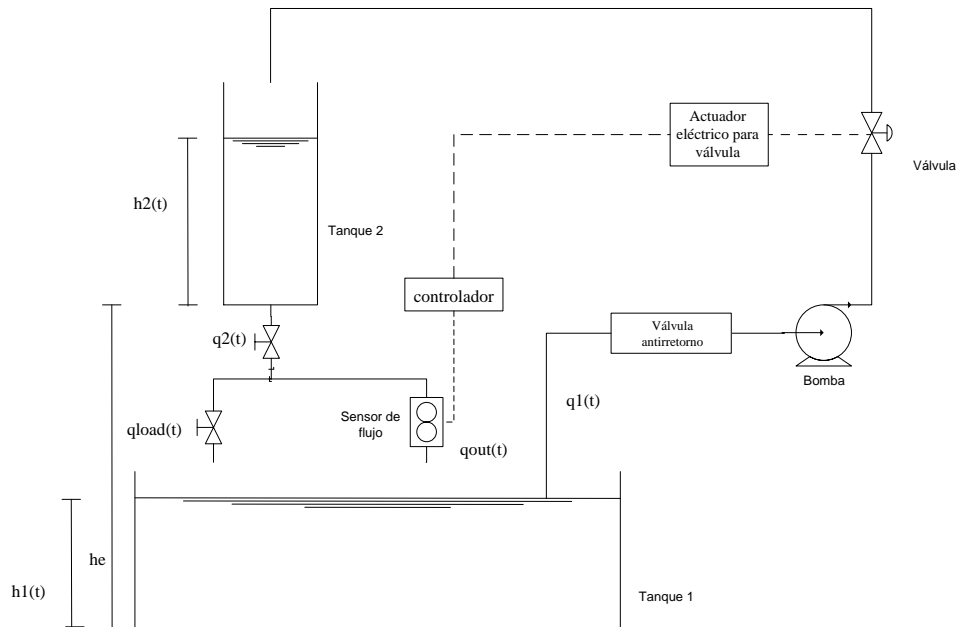 Actuador
eléctrico para
válvula
Válvula
h2(t)
Tanque 2
controlador
q2(t)
Válvula
antirretorno
Bomba
Sensor de
flujo
q1(t)
qload(t)
qout(t)
he
h1(t)
Tanque 1